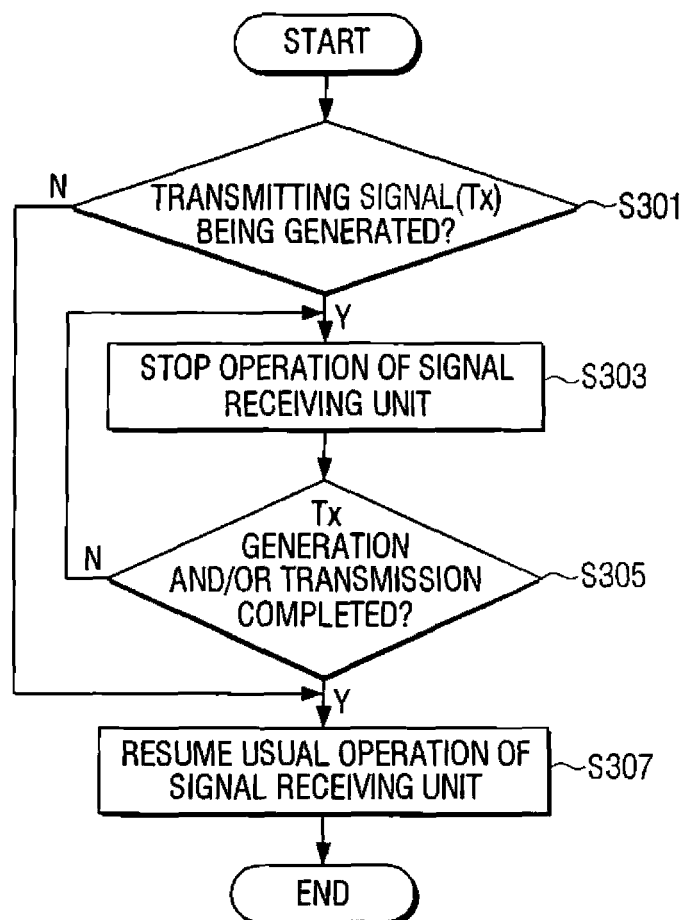 START
N
TRANSMITTING SIGNAL(Tx)
BEING GENERATED?
S301
Y
STOP OPERATION OF SIGNAL
RECEIVING UNIT
S303
Tx
GENERATION
AND/OR TRANSMISSION
COMPLETED?
N
S305
Y
RESUME USUAL OPERATION OF
SIGNAL RECEIVING UNIT
S307
END